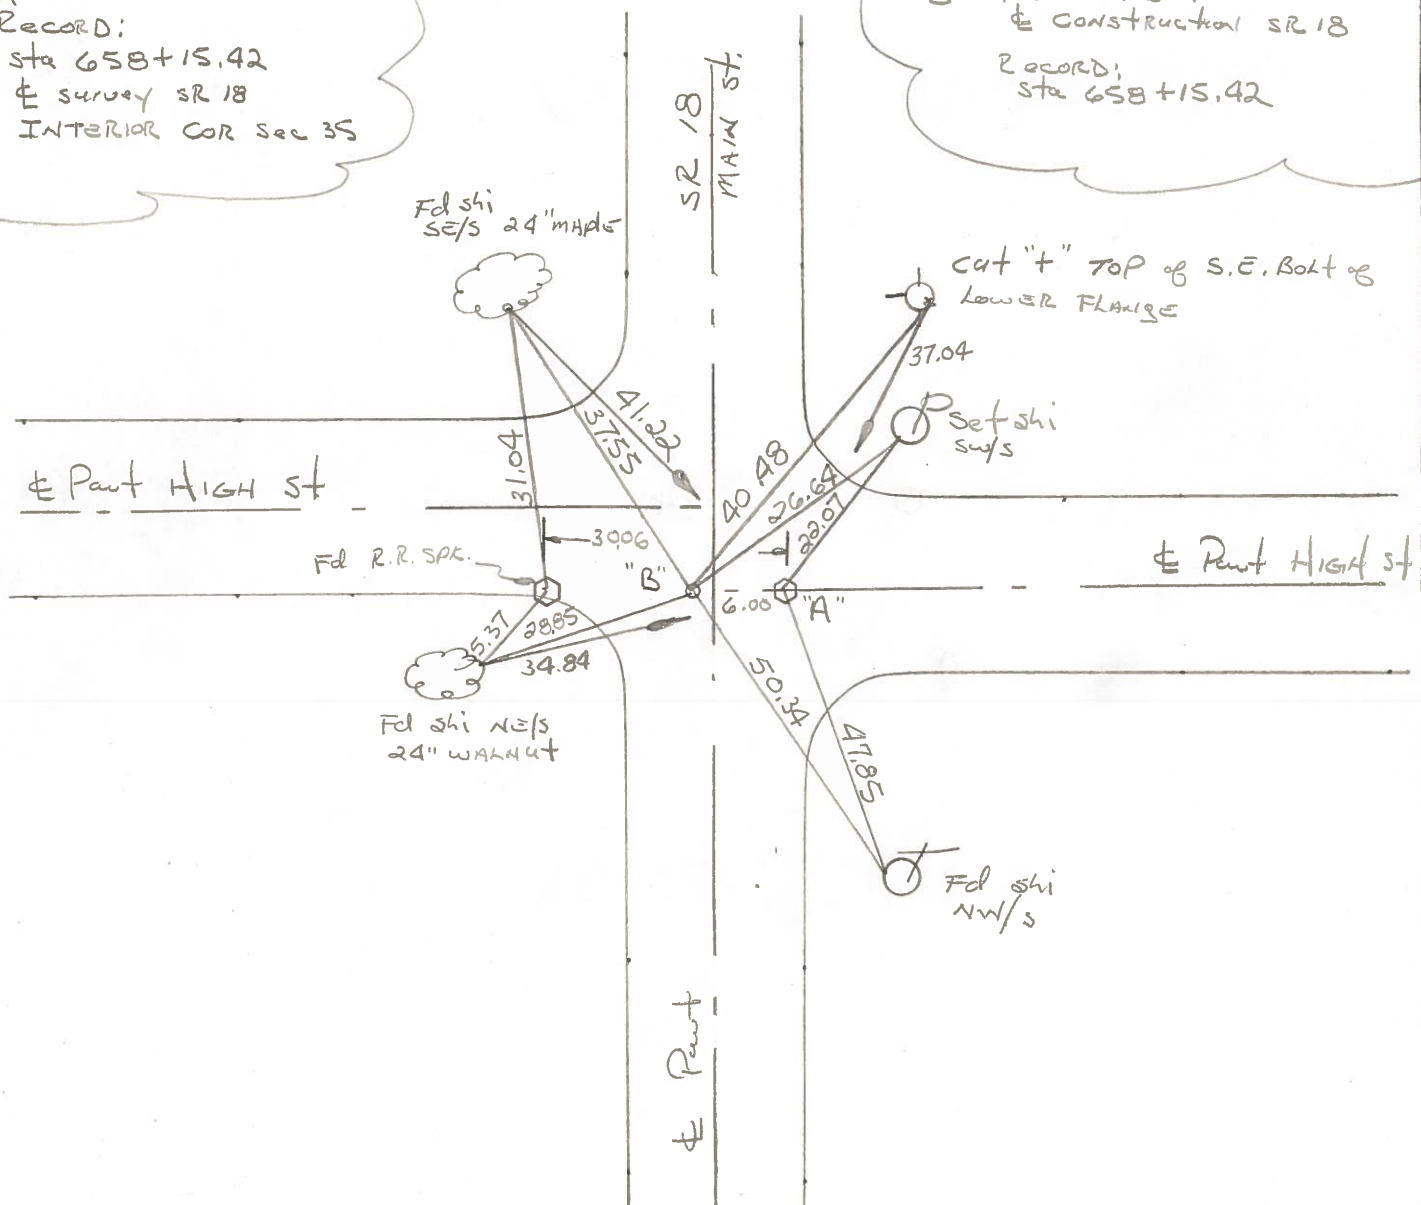 Record:
sta 658+15.42
℄ survey SR 18
INTERIOR COR Sec 35
℄ Construction SR 18
Record:
sta 658+15.42
SR 18
MAIN St.
Fd shi
SE/S 24" MAPLE
cut "+" TOP of S.E. Bolt of
Lower Flange
37.04
Set shi
SW/S
41.22
37.55
31.04
40.48
26.64
22.07
℄ Pavt HIGH St
30.06
Fd R.R. SPK.
"B"
6.00
"A"
℄ Pavt HIGH St
5.37
28.85
34.84
Fd shi NE/S
24" WALNUT
50.34
47.85
Fd shi
NW/S
℄ Pavt